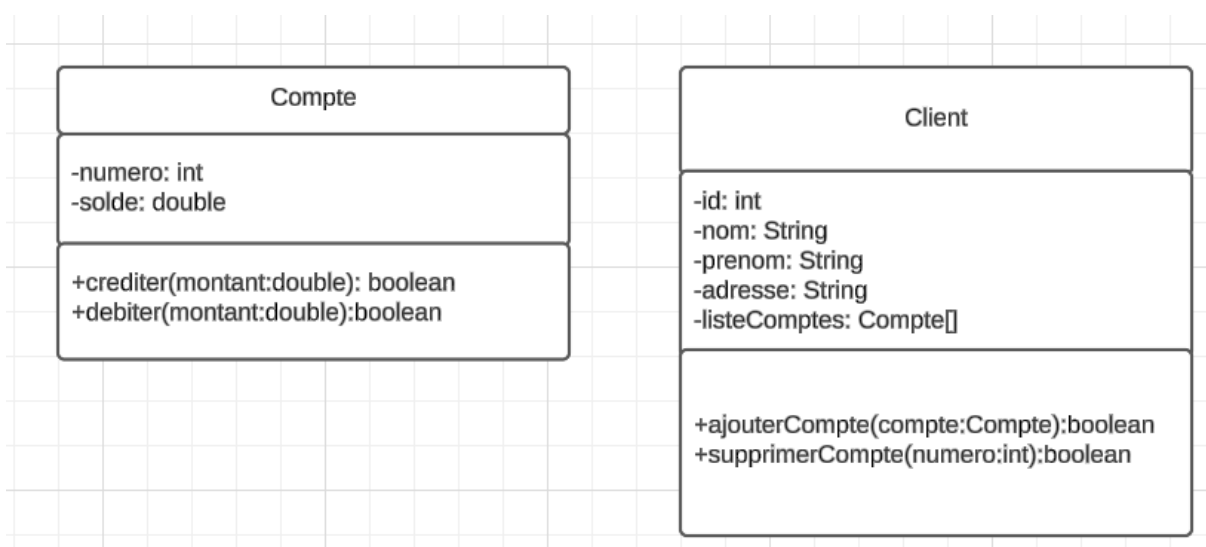 Compte
-numero: int
-solde: double
+crediter(montant:double): boolean
+debiter(montant:double):boolean
Client
-id: int
-nom: String
-prenom: String
-adresse: String
-listeComptes: Compte[]
+ajouterCompte(compte:Compte):boolean
+supprimerCompte(numero:int):boolean